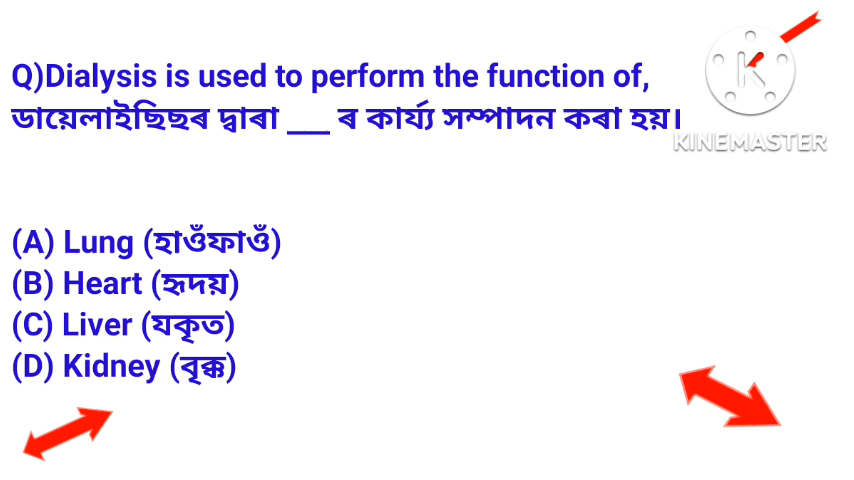 Q)Dialysis is used to perform the function of,
ডায়েলাইছিছৰ দ্বাৰা ___ ৰ কাৰ্য্য সম্পাদন কৰা হয়।
KINEMASTER
(A) Lung (হাওঁফাওঁ)
(B) Heart (হৃদয়)
(C) Liver (যকৃত)
(D) Kidney (বৃক্ক)